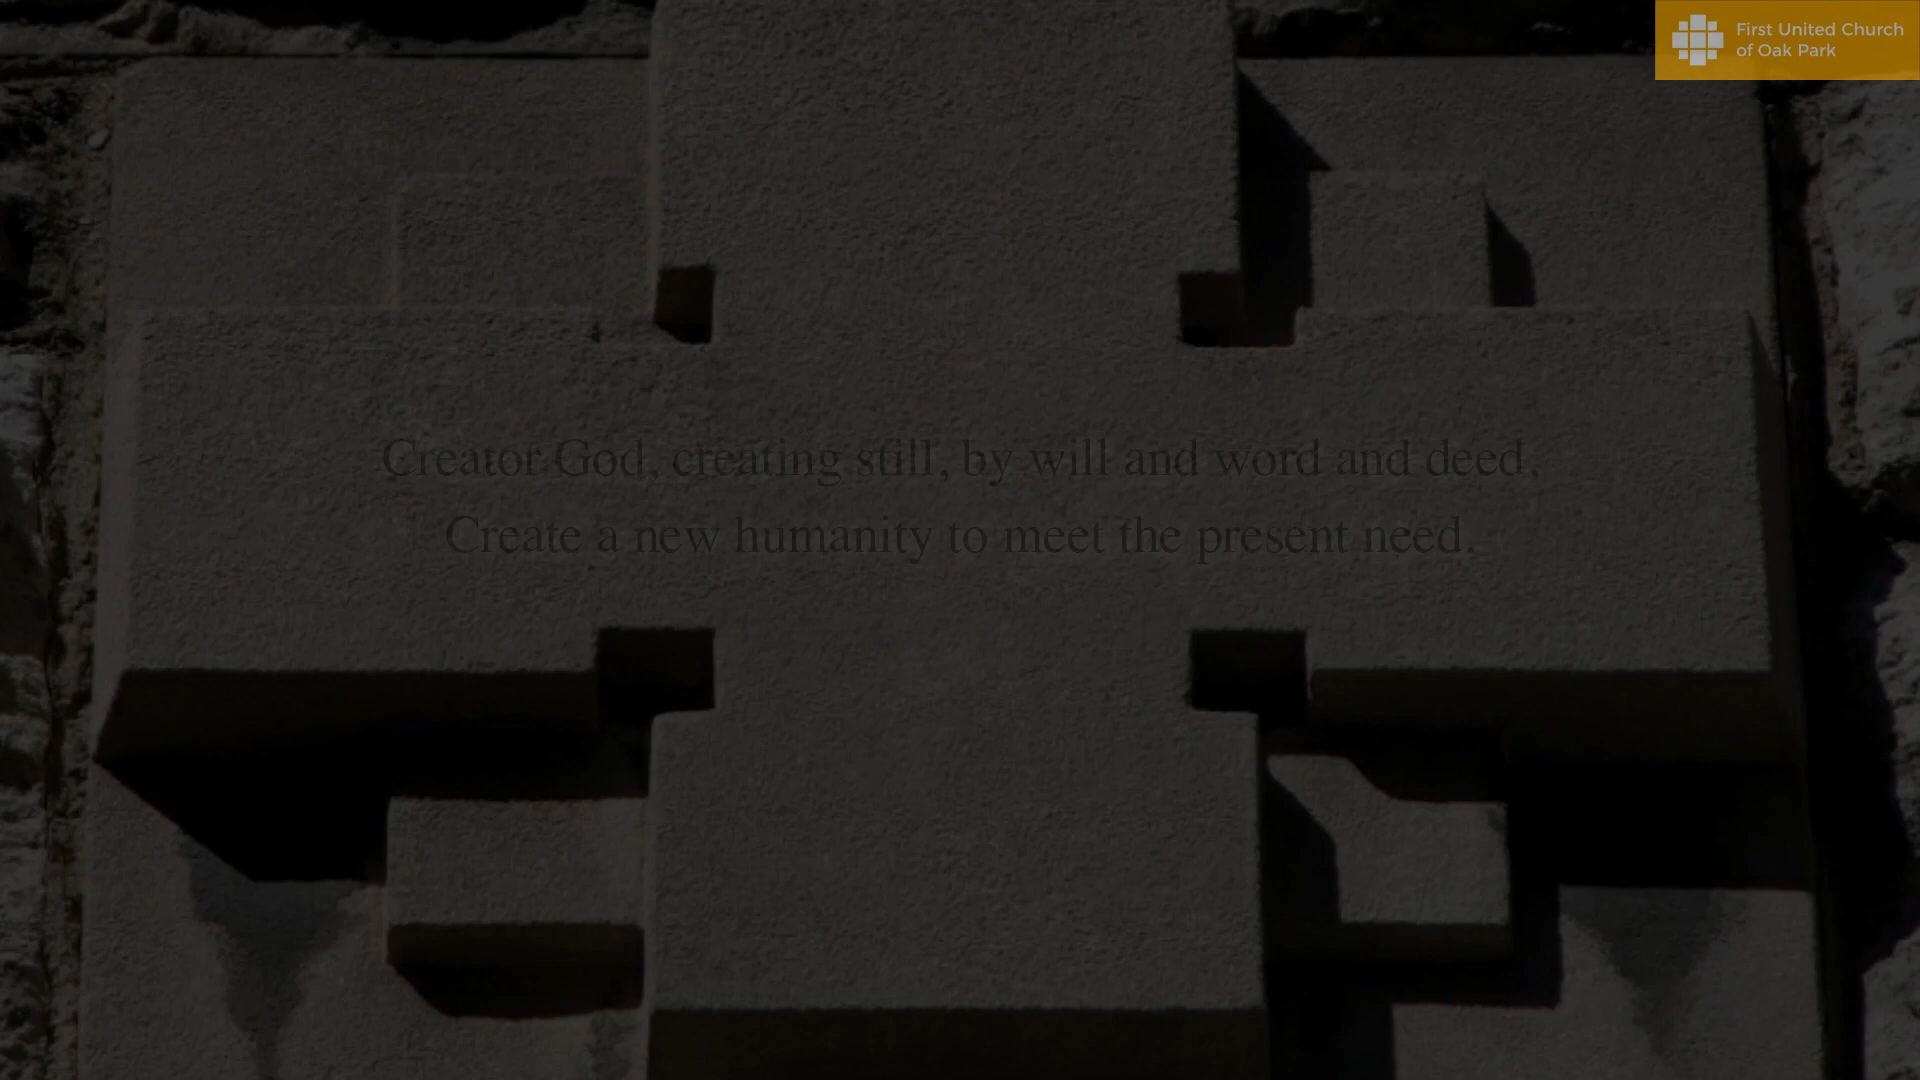 First United Church
of Oak Park
Creator God, creating still, by will and word and deed,
Create a new humanity to meet the present need.